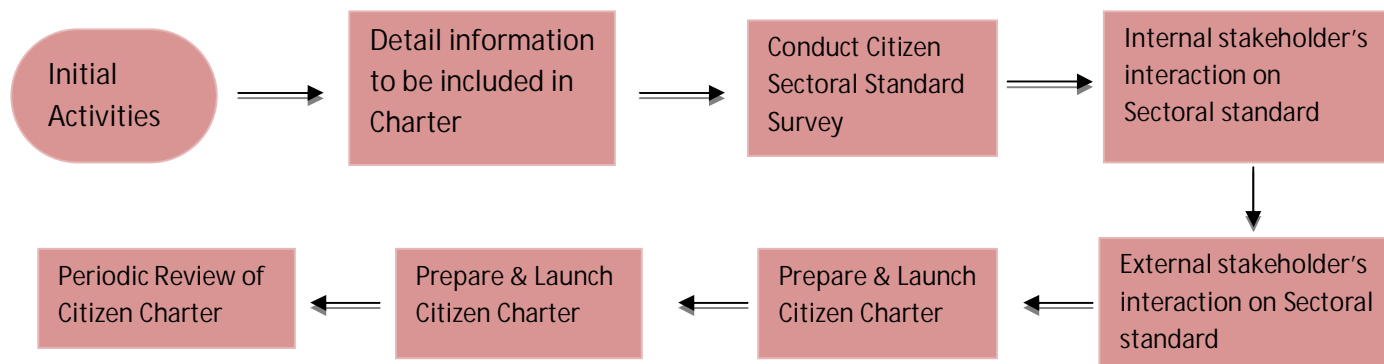 Initial
Activities
Detail information
to be included in
Charter
Conduct Citizen
Sectoral Standard
Survey
Internal stakeholder's
interaction on
Sectoral standard
External stakeholder's
interaction on Sectoral
standard
Prepare & Launch
Citizen Charter
Prepare & Launch
Citizen Charter
Periodic Review of
Citizen Charter